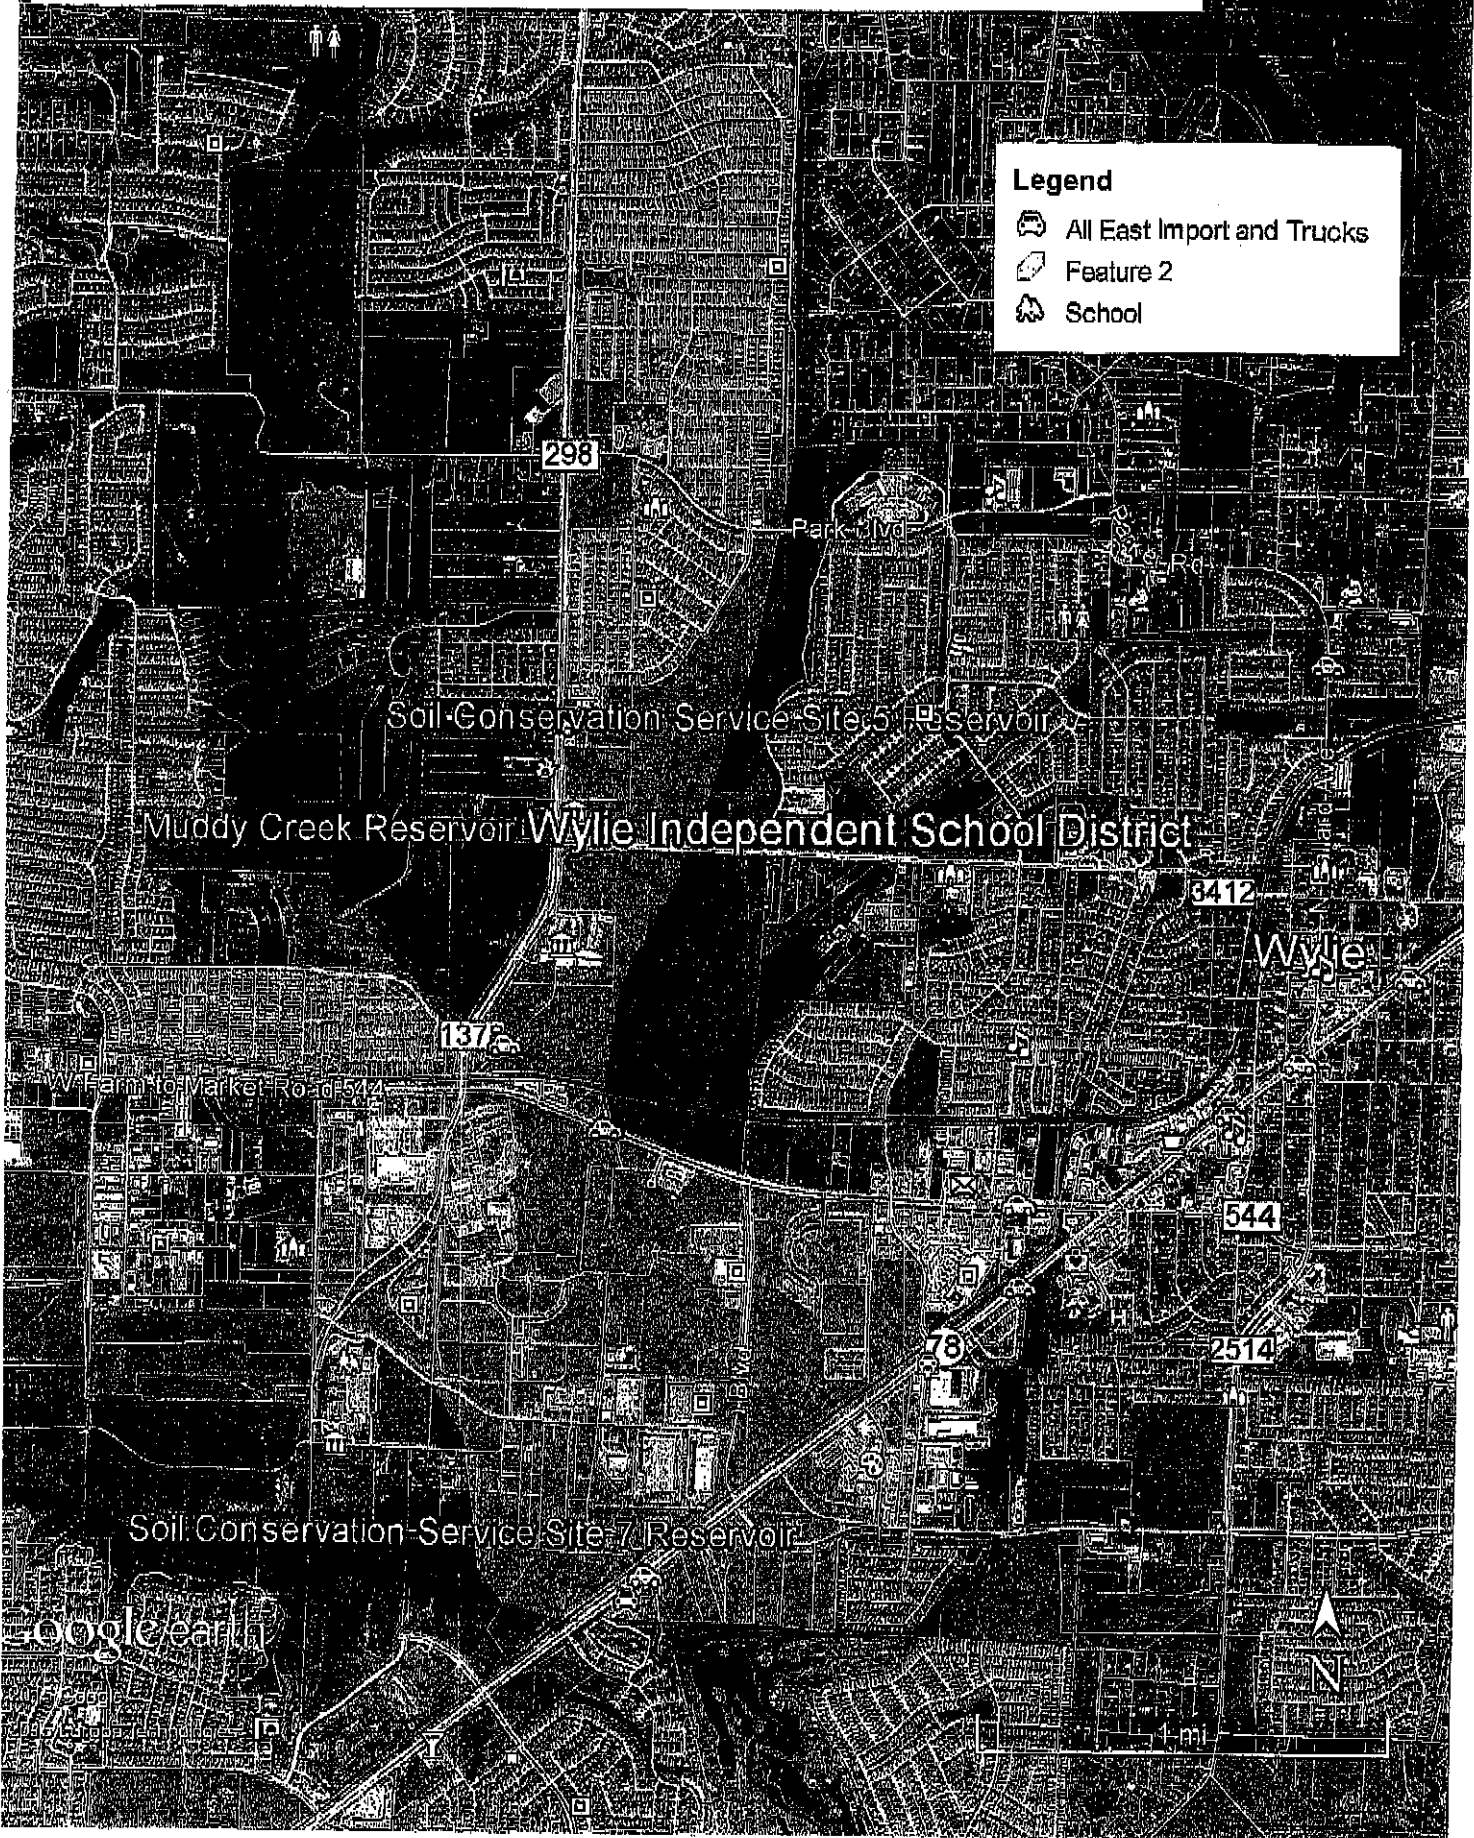 Legend
All East Import and Trucks
Feature 2
School
298
Park Blvd
Rd
Soil Conservation Service Site 5 Reservoir
Muddy Creek Reservoir
Wylie Independent School District
3412
Wylie
1378
W Farm to Market Road 544
544
78
2514
Soil Conservation Service Site 7 Reservoir
Google earth
N
1 mi